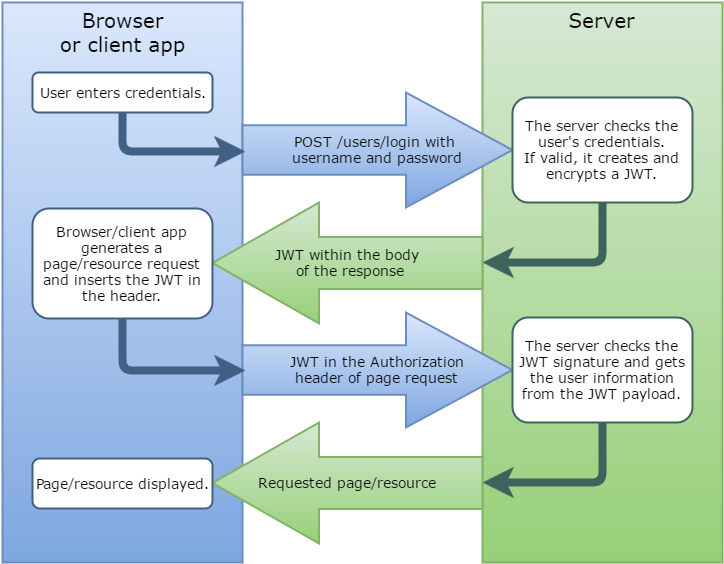 Browser
or client app
Server
User enters credentials.
POST /users/login with
username and password
The server checks the
user's credentials.
If valid, it creates and
encrypts a JWT.
Browser/client app
generates a
page/resource request
and inserts the JWT in
the header.
JWT within the body
of the response
JWT in the Authorization
header of page request
The server checks the
JWT signature and gets
the user information
from the JWT payload.
Page/resource displayed.
Requested page/resource